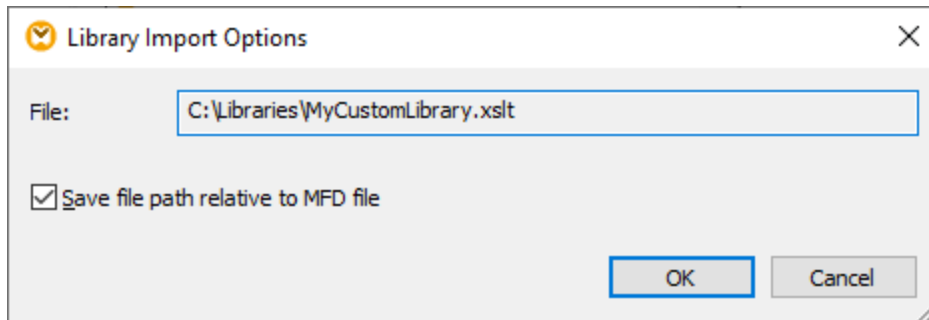 Library Import Options
File:
C:\Libraries\MyCustomLibrary.xslt
Save file path relative to MFD file
OK
Cancel